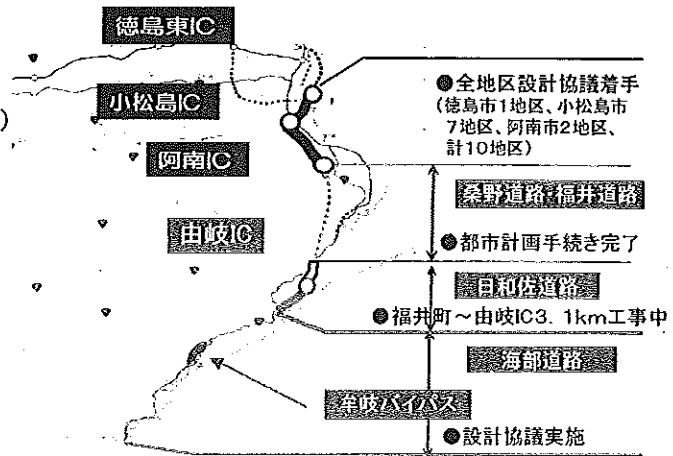 徳島東IC
小松島IC
)
●全地区設計協議着手
(徳島市1地区、小松島市
7地区、阿南市2地区、
計10地区)
阿南IC
桑野道路・福井道路
由岐IC
●都市計画手続き完了
日和佐道路
●福井町～由岐IC3.1km工事中
海部道路
牟岐バイパス
●設計協議実施